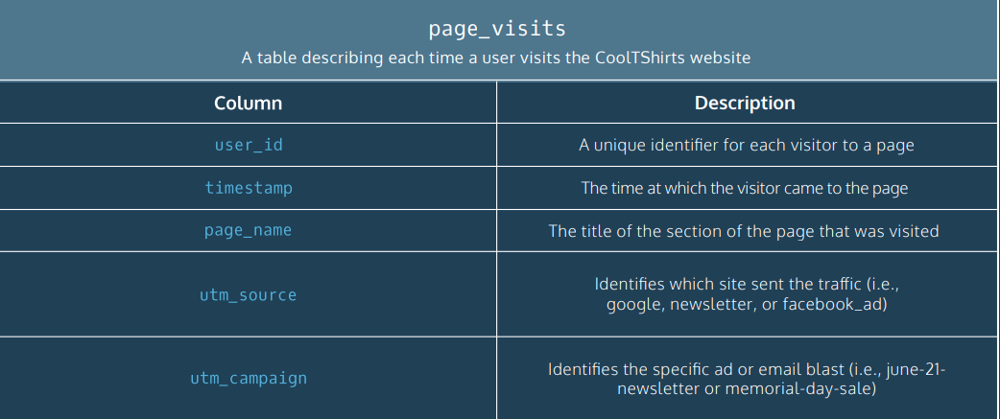 page_visits
A table describing each time a user visits the CoolTShirts website
Column Description
user_id A unique identifier for each visitor to a page
timestamp The time at which the visitor came to the page
page_name The title of the section of the page that was visited
utm_source Identifies which site sent the traffic (i.e.,
google, newsletter, or facebook_ad)
utm_campaign Identifies the specific ad or email blast (i.e., june-21-
newsletter or memorial-day-sale)